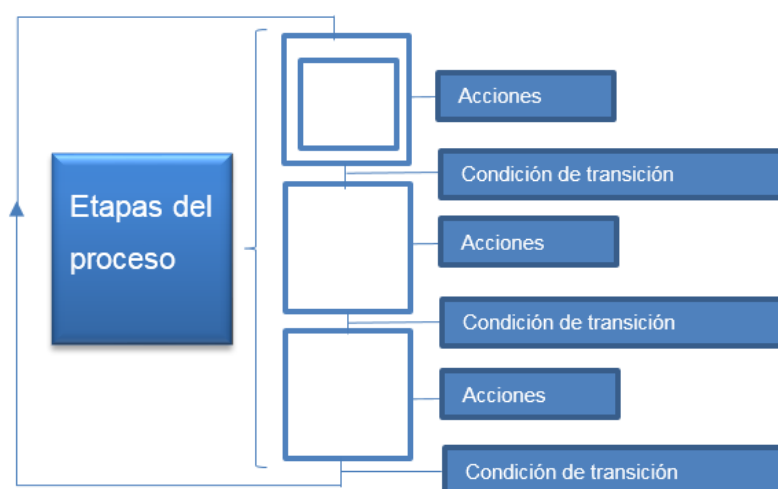 Acciones
Condición de transición
Etapas del
proceso
Acciones
Condición de transición
Acciones
Condición de transición